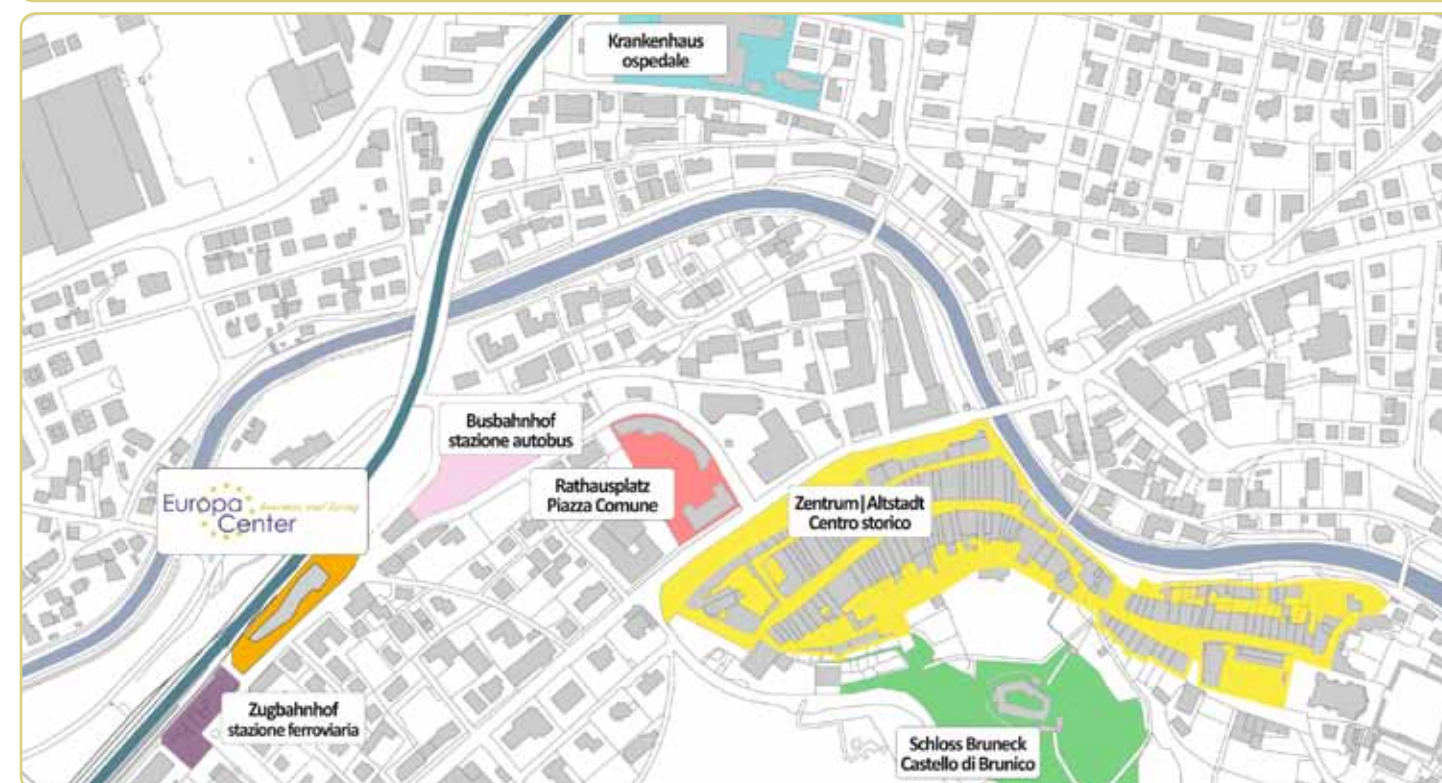 Krankenhaus
ospedale
Busbahnhof
stazione autobus
Rathausplatz
Piazza Comune
Zentrum|Altstadt
Centro storico
Europa
Center
Zugbahnhof
stazione ferroviaria
Schloss Bruneck
Castello di Brunico